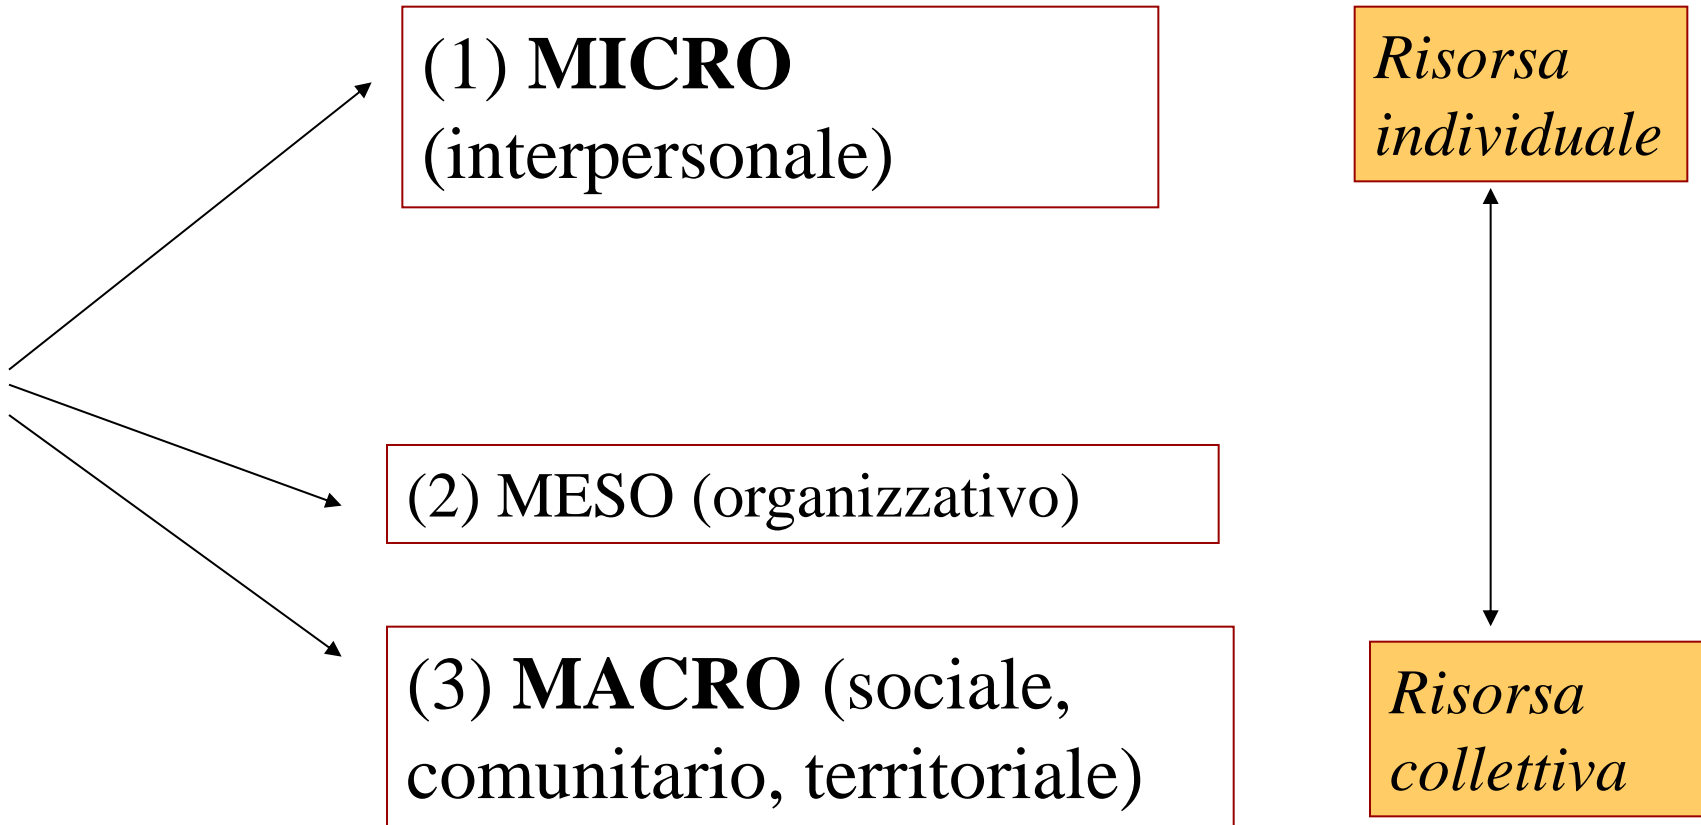 (1) MICRO
(interpersonale)
Risorsa
individuale
(2) MESO (organizzativo)
(3) MACRO (sociale,
comunitario, territoriale)
Risorsa
collettiva